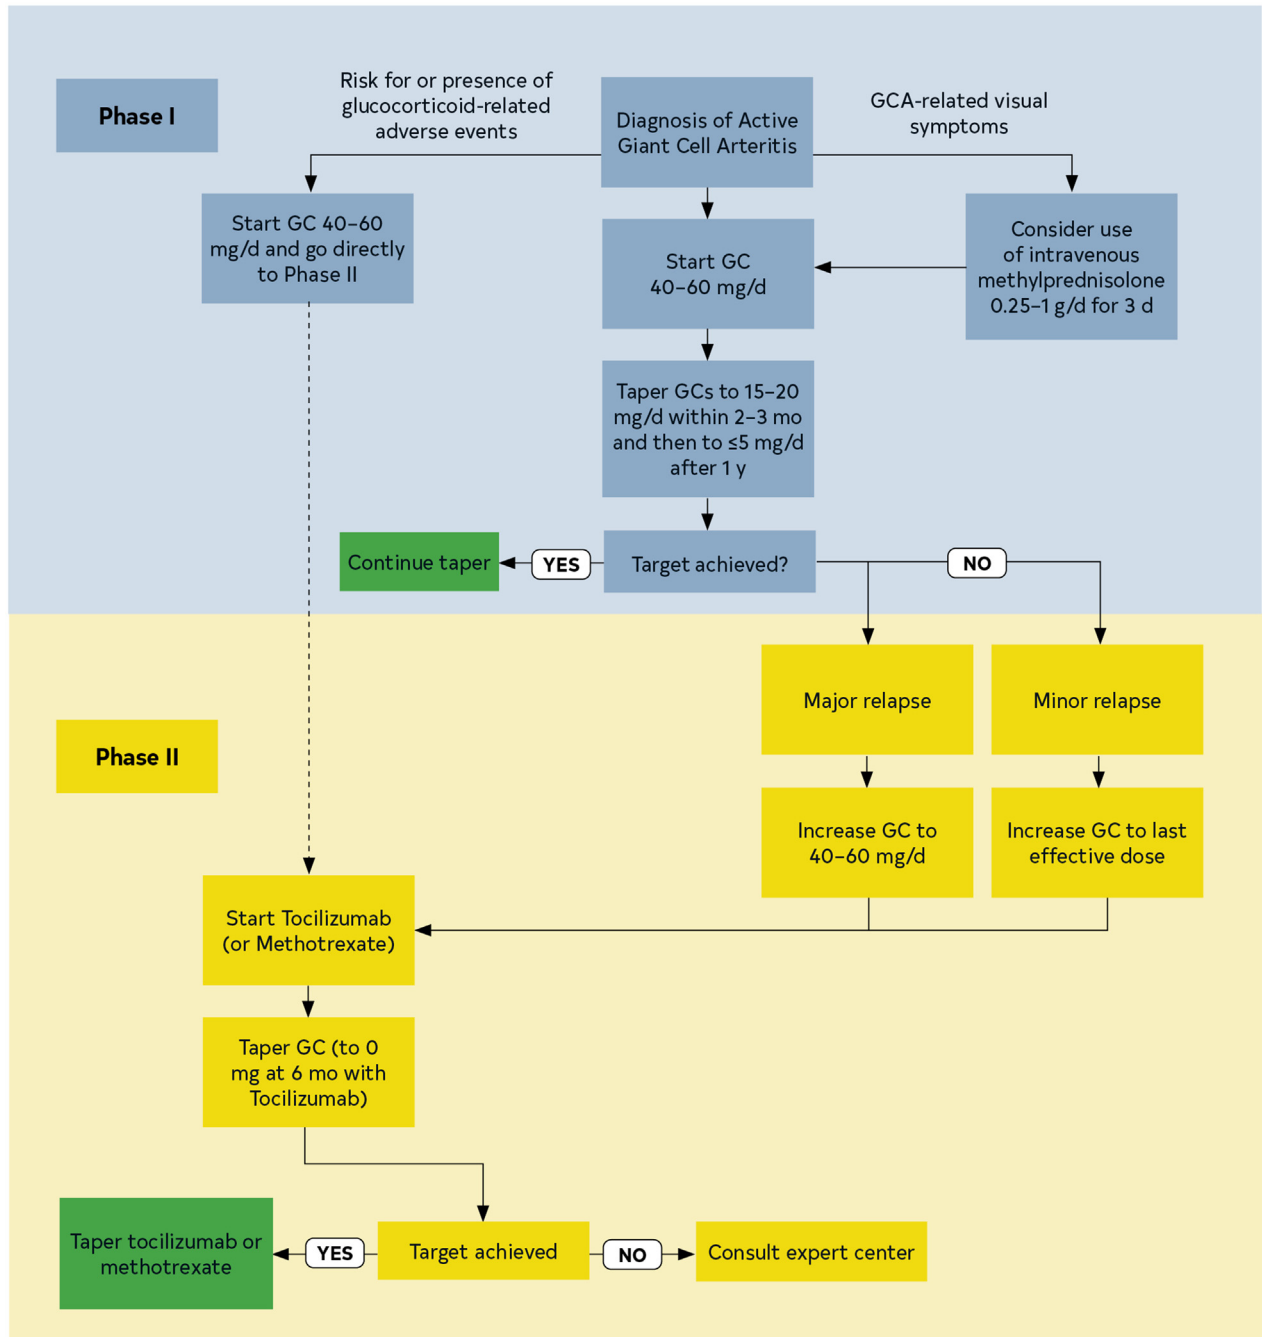 Phase I
Risk for or presence of
glucocorticoid-related
adverse events
Diagnosis of Active
Giant Cell Arteritis
GCA-related visual
symptoms
Start GC 40–60
mg/d and go directly
to Phase II
Start GC
40–60 mg/d
Consider use
of intravenous
methylprednisolone
0.25–1 g/d for 3 d
Taper GCs to 15–20
mg/d within 2–3 mo
and then to ≤5 mg/d
after 1 y
Continue taper
YES
Target achieved?
NO
Phase II
Major relapse
Minor relapse
Increase GC to
40–60 mg/d
Increase GC to last
effective dose
Start Tocilizumab
(or Methotrexate)
Taper GC (to 0
mg at 6 mo with
Tocilizumab)
Taper tocilizumab or
methotrexate
YES
Target achieved
NO
Consult expert center